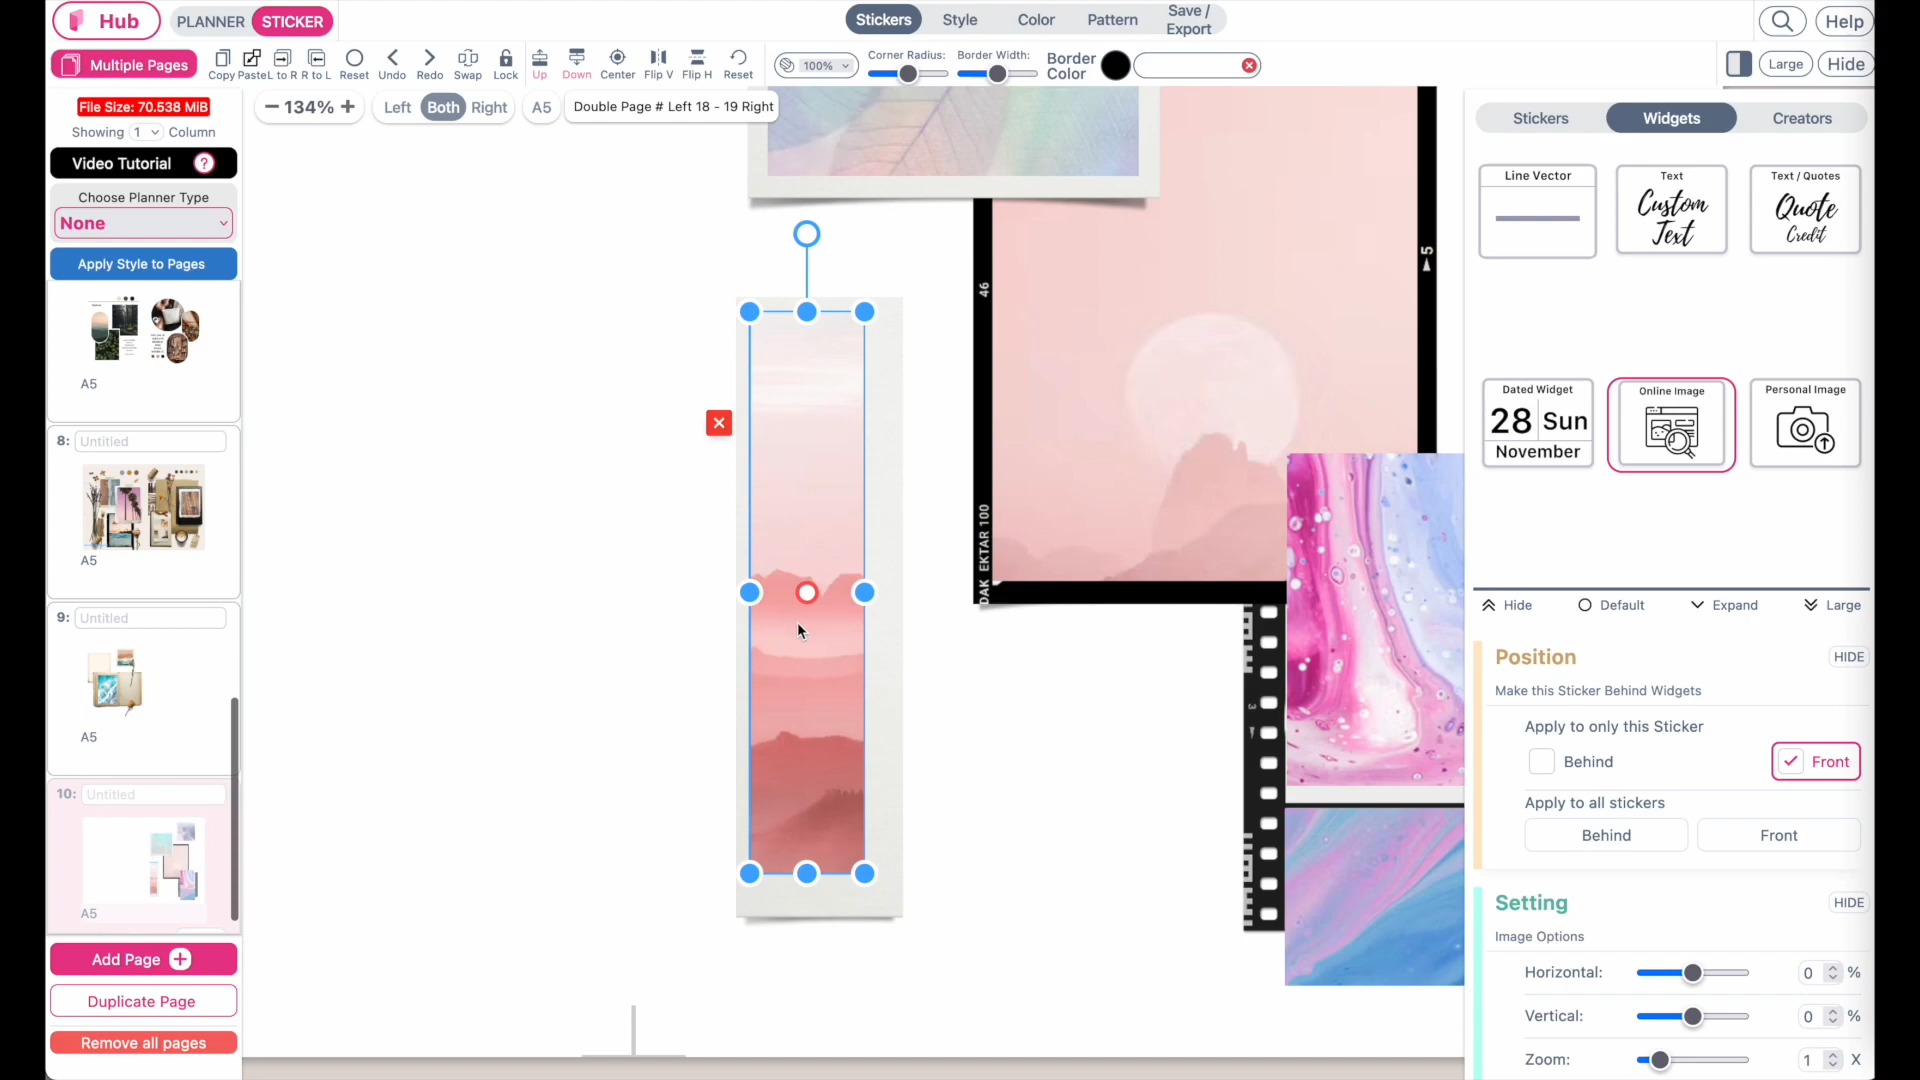 Hub
PLANNER
STICKER
Stickers
Style
Color
Pattern
Save /
Export
Help
Multiple Pages
Copy
Paste
L to R
R to L
Reset
Undo
Redo
Swap
Lock
Up
Down
Center
Flip V
Flip H
Reset
100%
Corner Radius:
Border Width:
Border
Color
Large
Hide
File Size: 70.538 MiB
Showing 1 Column
134%
Left
Both
Right
A5
Double Page # Left 18 - 19 Right
Video Tutorial ?
Choose Planner Type
None
Apply Style to Pages
A5
8: Untitled
A5
9: Untitled
A5
10: Untitled
A5
Add Page
Duplicate Page
Remove all pages
46
DAK EKTAR 100
5
3
Stickers
Widgets
Creators
Line Vector
Text
Custom
Text
Text / Quotes
Quote
Credit
Dated Widget
28 Sun
November
Online Image
Personal Image
Hide
Default
Expand
Large
Position
HIDE
Make this Sticker Behind Widgets
Apply to only this Sticker
Behind
Front
Apply to all stickers
Behind
Front
Setting
HIDE
Image Options
Horizontal: 0 %
Vertical: 0 %
Zoom: 1 X